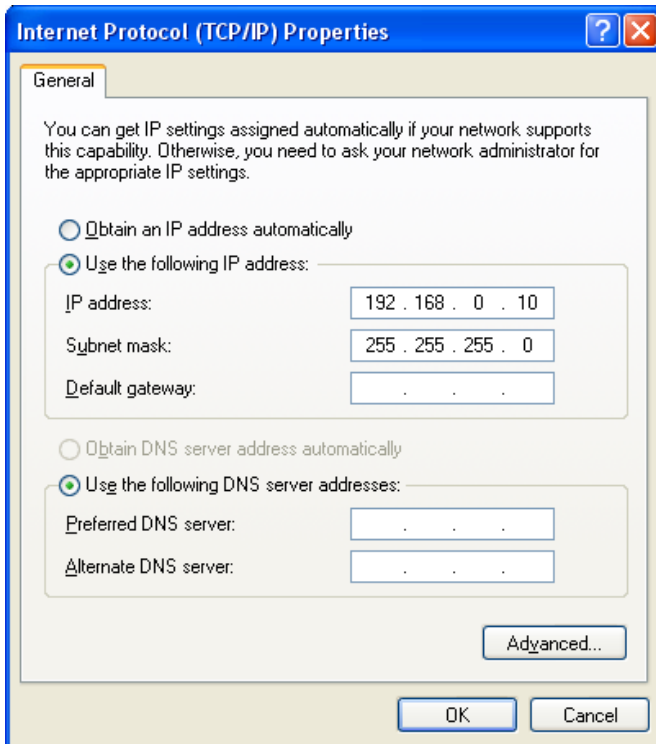 Internet Protocol (TCP/IP) Properties
General
You can get IP settings assigned automatically if your network supports
this capability. Otherwise, you need to ask your network administrator for
the appropriate IP settings.
Obtain an IP address automatically
Use the following IP address:
IP address: 192 . 168 . 0 . 10
Subnet mask: 255 . 255 . 255 . 0
Default gateway: . . .
Obtain DNS server address automatically
Use the following DNS server addresses:
Preferred DNS server: . . .
Alternate DNS server: . . .
Advanced...
OK Cancel